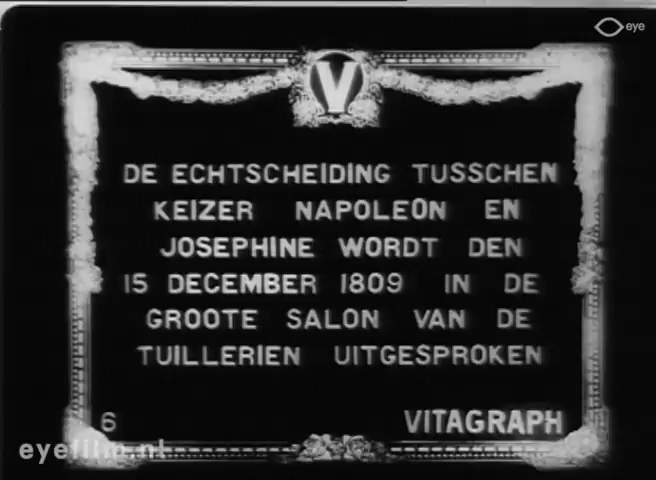 eye
V
DE ECHTSCHEIDING TUSSCHEN
KEIZER NAPOLEON EN
JOSEPHINE WORDT DEN
15 DECEMBER 1809 IN DE
GROOTE SALON VAN DE
TUILLERIEN UITGESPROKEN
6 VITAGRAPH
eyefilm.nl